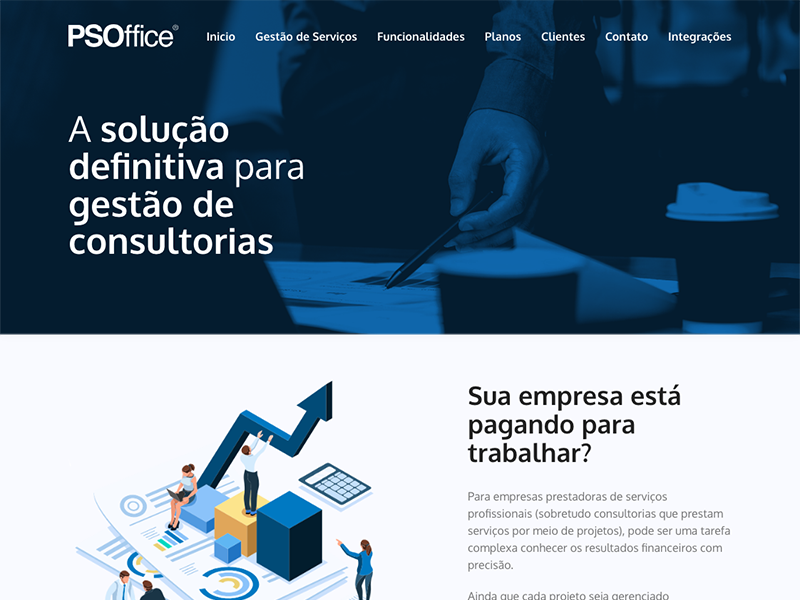 PSOffice®
Inicio Gestão de Serviços Funcionalidades Planos Clientes Contato Integrações
A solução
definitiva para
gestão de
consultorias
Sua empresa está
pagando para
trabalhar?
Para empresas prestadoras de serviços
profissionais (sobretudo consultorias que prestam
serviços por meio de projetos), pode ser uma tarefa
complexa conhecer os resultados financeiros com
precisão.
Ainda que cada projeto seja gerenciado